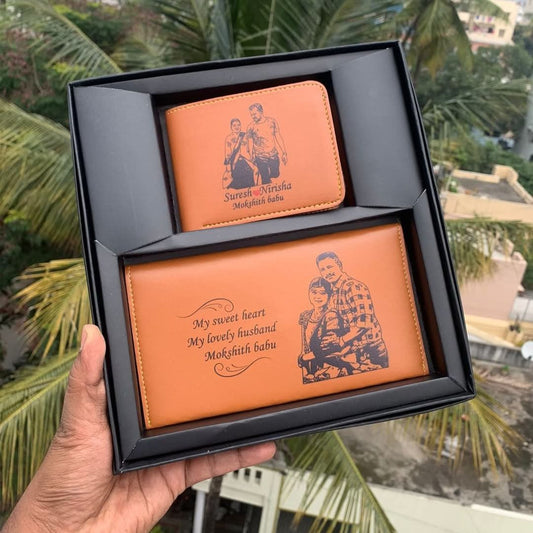 Suresh❤Nirisha
Mokshith babu
My sweet heart
My lovely husband
Mokshith babu